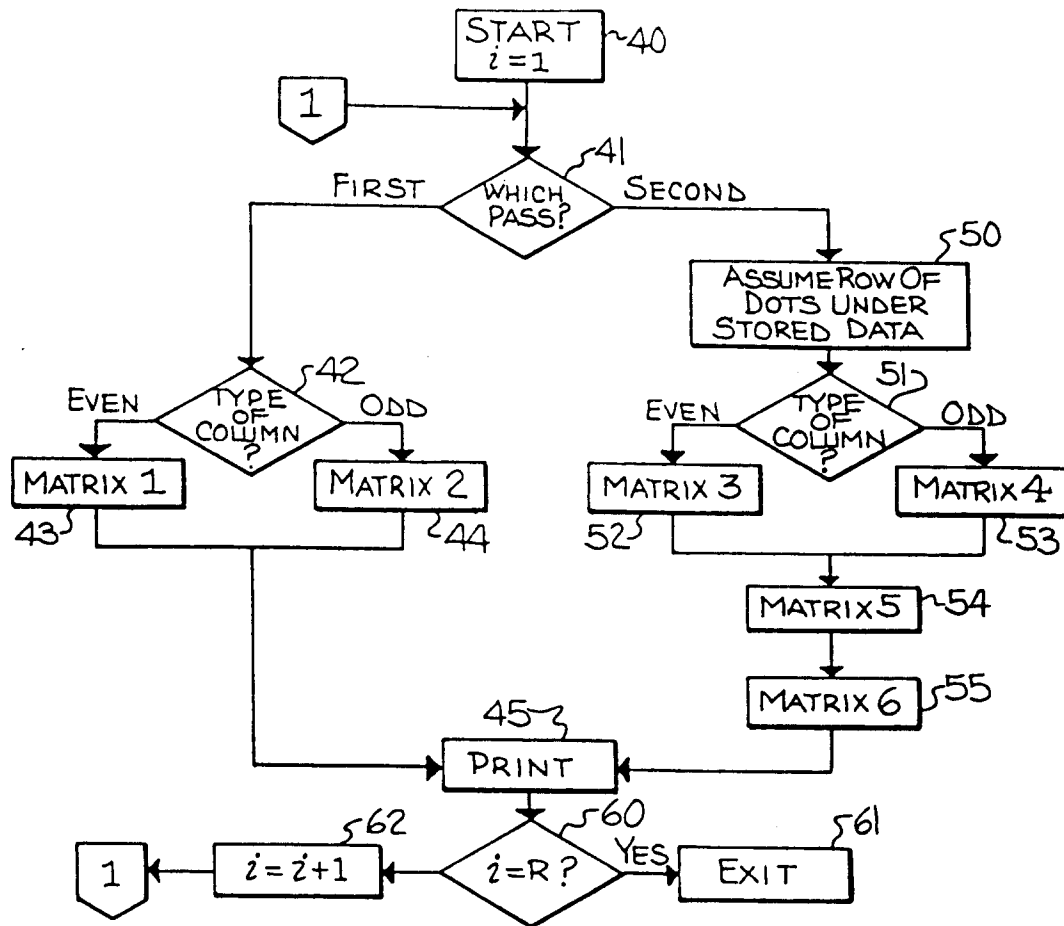 START
i=1
40
1
41
FIRST
WHICH
PASS?
SECOND
50
ASSUME ROW OF
DOTS UNDER
STORED DATA
42
EVEN
TYPE
OF
COLUMN
?
ODD
51
EVEN
TYPE
OF
COLUMN
?
ODD
MATRIX 1
43
MATRIX 2
44
MATRIX 3
52
MATRIX 4
53
MATRIX 5
54
MATRIX 6
55
45
PRINT
60
62
61
1
i=i+1
i=R?
YES
EXIT